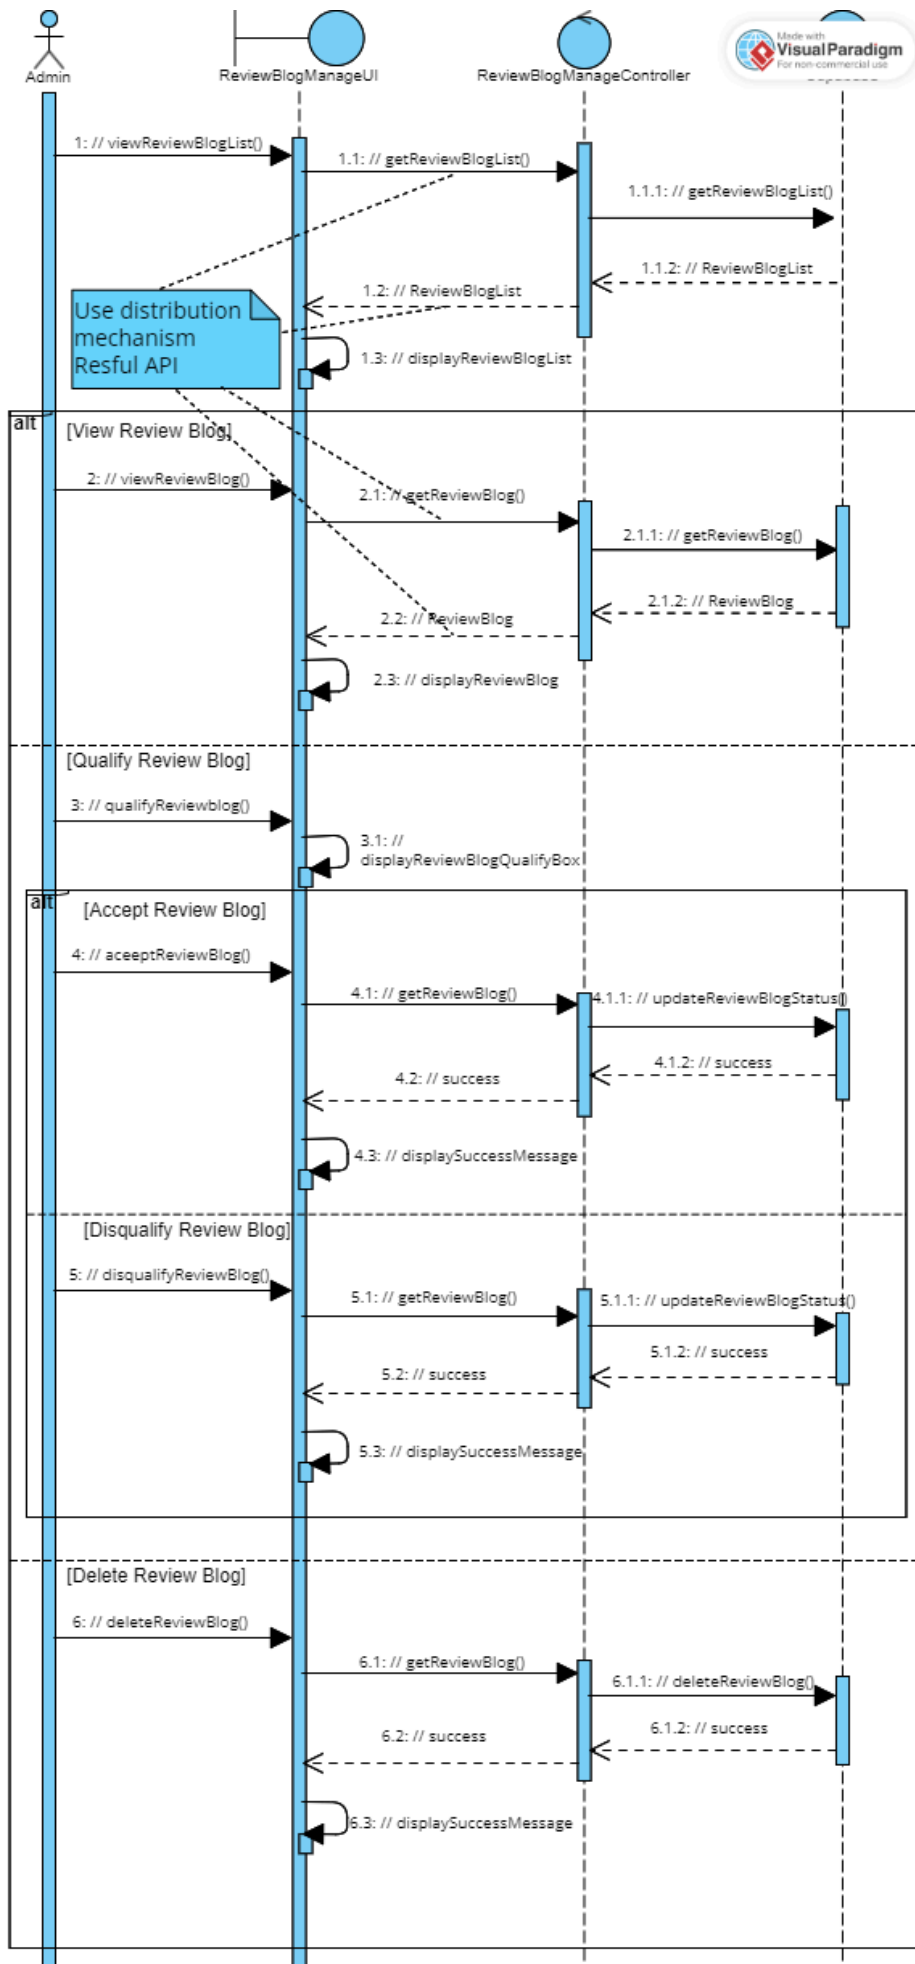 Made with
VisualParadigm
For non-commercial use
Admin
ReviewBlogManageUI
ReviewBlogManageController
1: // viewReviewBlogList()
1.1: // getReviewBlogList()
1.1.1: // getReviewBlogList()
1.1.2: // ReviewBlogList
1.2: // ReviewBlogList
Use distribution
mechanism
Resful API
1.3: // displayReviewBlogList
alt
[View Review Blog]
2: // viewReviewBlog()
2.1: // getReviewBlog()
2.1.1: // getReviewBlog()
2.1.2: // ReviewBlog
2.2: // ReviewBlog
2.3: // displayReviewBlog
[Qualify Review Blog]
3: // qualifyReviewblog()
3.1: //
displayReviewBlogQualifyBox
alt
[Accept Review Blog]
4: // aceeptReviewBlog()
4.1: // getReviewBlog()
4.1.1: // updateReviewBlogStatus()
4.1.2: // success
4.2: // success
4.3: // displaySuccessMessage
[Disqualify Review Blog]
5: // disqualifyReviewBlog()
5.1: // getReviewBlog()
5.1.1: // updateReviewBlogStatus()
5.1.2: // success
5.2: // success
5.3: // displaySuccessMessage
[Delete Review Blog]
6: // deleteReviewBlog()
6.1: // getReviewBlog()
6.1.1: // deleteReviewBlog()
6.1.2: // success
6.2: // success
6.3: // displaySuccessMessage